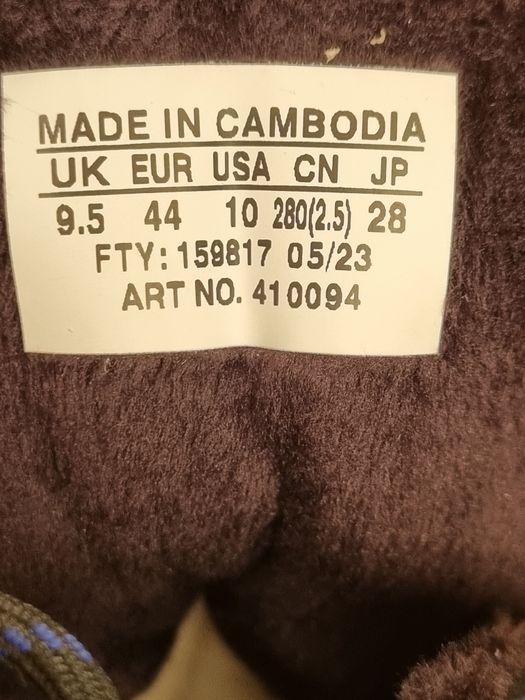 MADE IN CAMBODIA
UK EUR USA CN JP
9.5 44 10 280(2.5) 28
FTY: 159817 05/23
ART NO. 410094